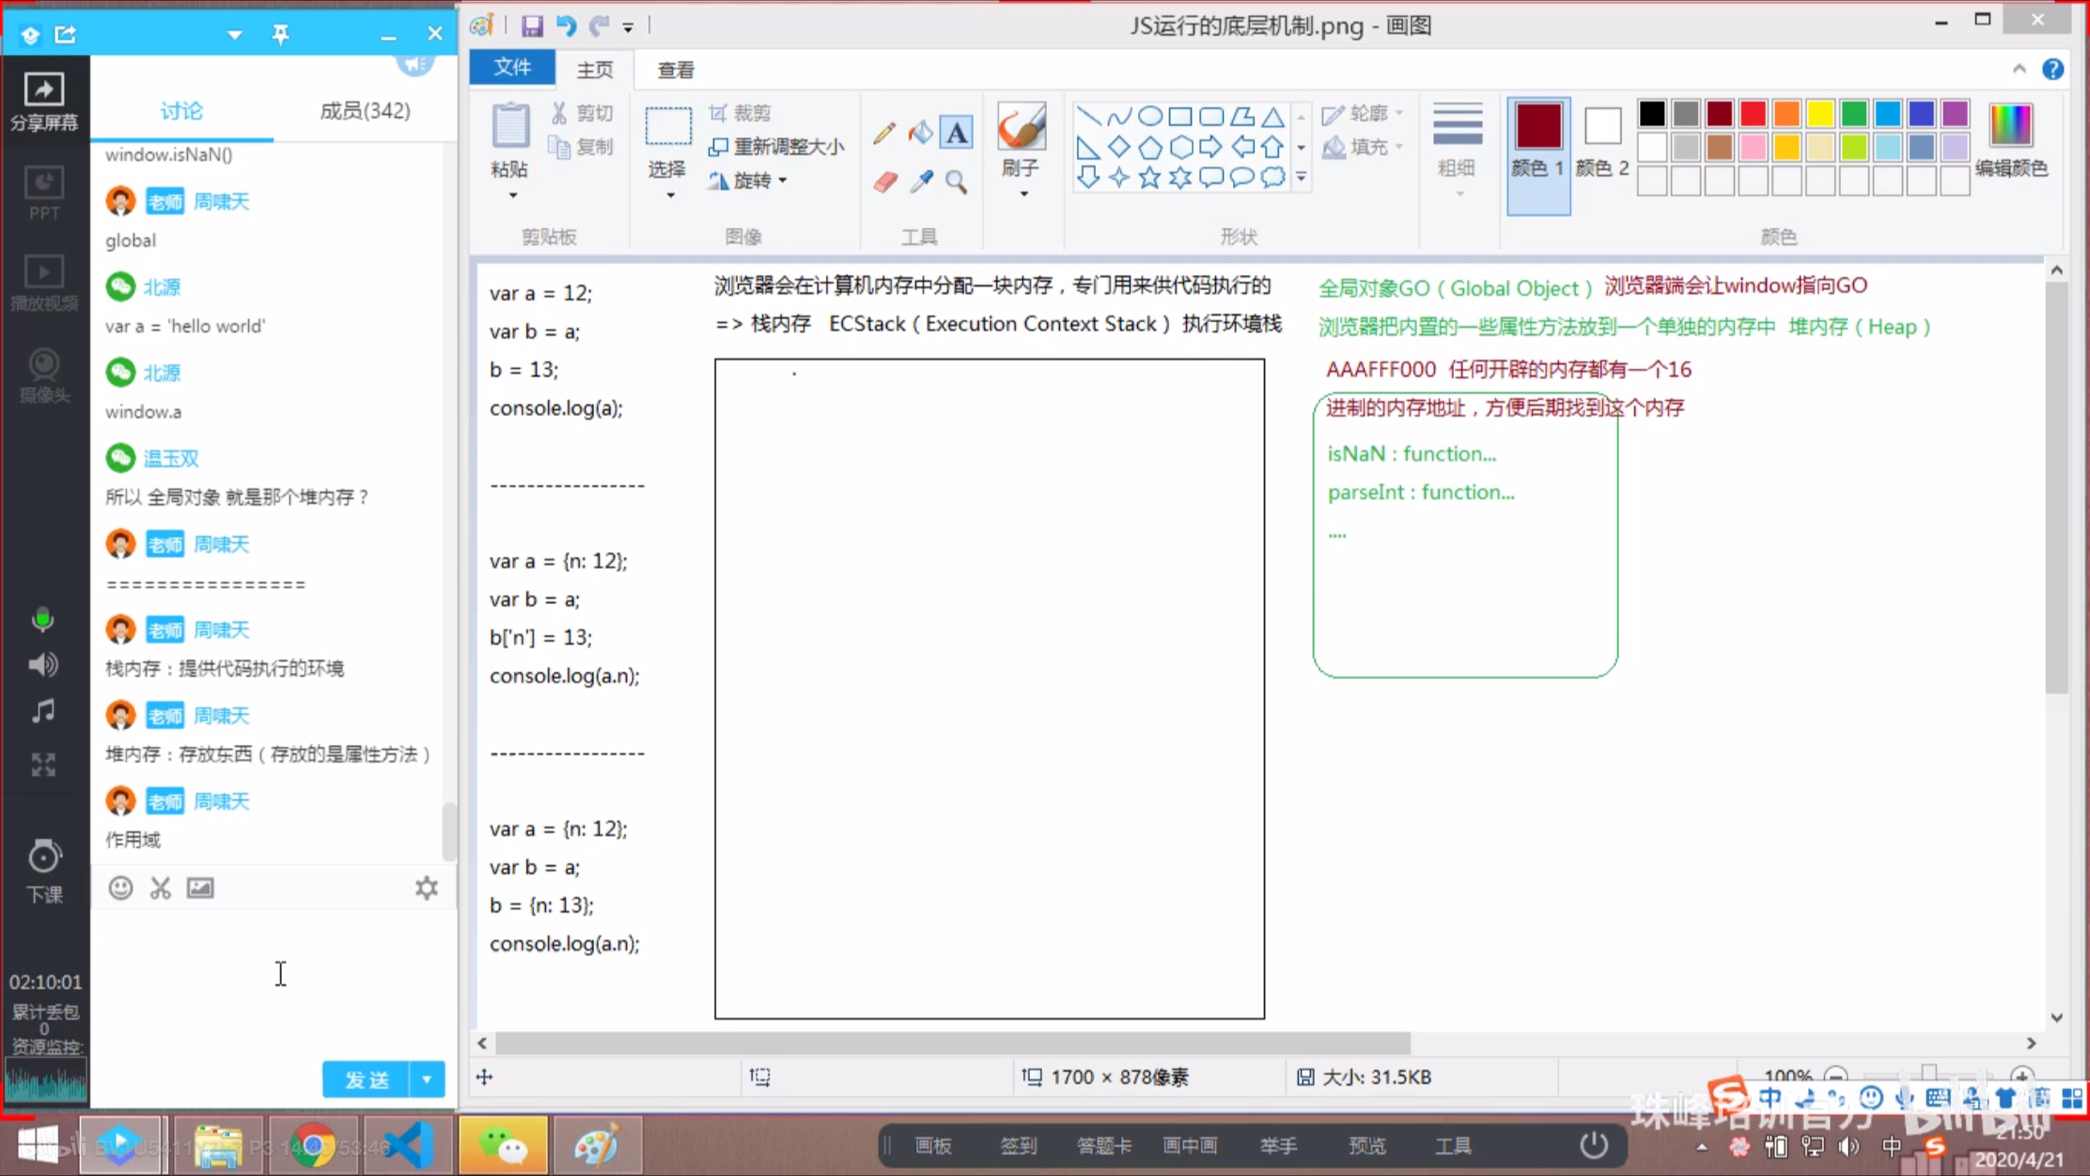 JS运行的底层机制.png - 画图
文件 主页 查看
粘贴 剪切 复制 剪贴板
选择 裁剪 重新调整大小 旋转 图像
A
工具
刷子
形状
轮廓
填充
粗细
颜色 1
颜色 2
编辑颜色
颜色
分享屏幕
PPT
播放视频
摄像头
下课
02:10:01
累计丢包
0
资源监控:
讨论 成员(342)
window.isNaN()
老师 周啸天
global
北源
var a = 'hello world'
北源
window.a
温玉双
所以 全局对象 就是那个堆内存？
老师 周啸天
================
老师 周啸天
栈内存：提供代码执行的环境
老师 周啸天
堆内存：存放东西（存放的是属性方法）
老师 周啸天
作用域
发送
var a = 12;
var b = a;
b = 13;
console.log(a);
-----------------
var a = {n: 12};
var b = a;
b['n'] = 13;
console.log(a.n);
-----------------
var a = {n: 12};
var b = a;
b = {n: 13};
console.log(a.n);
浏览器会在计算机内存中分配一块内存，专门用来供代码执行的
=> 栈内存 ECStack（Execution Context Stack）执行环境栈
全局对象GO（Global Object） 浏览器端会让window指向GO
浏览器把内置的一些属性方法放到一个单独的内存中 堆内存（Heap）
AAAFFF000 任何开辟的内存都有一个16
进制的内存地址，方便后期找到这个内存
isNaN : function...
parseInt : function...
....
1700 × 878像素
大小: 31.5KB
100%
珠峰培训官方
bilibili
画板 签到 答题卡 画中画 举手 预览 工具
中
21:50
2020/4/21